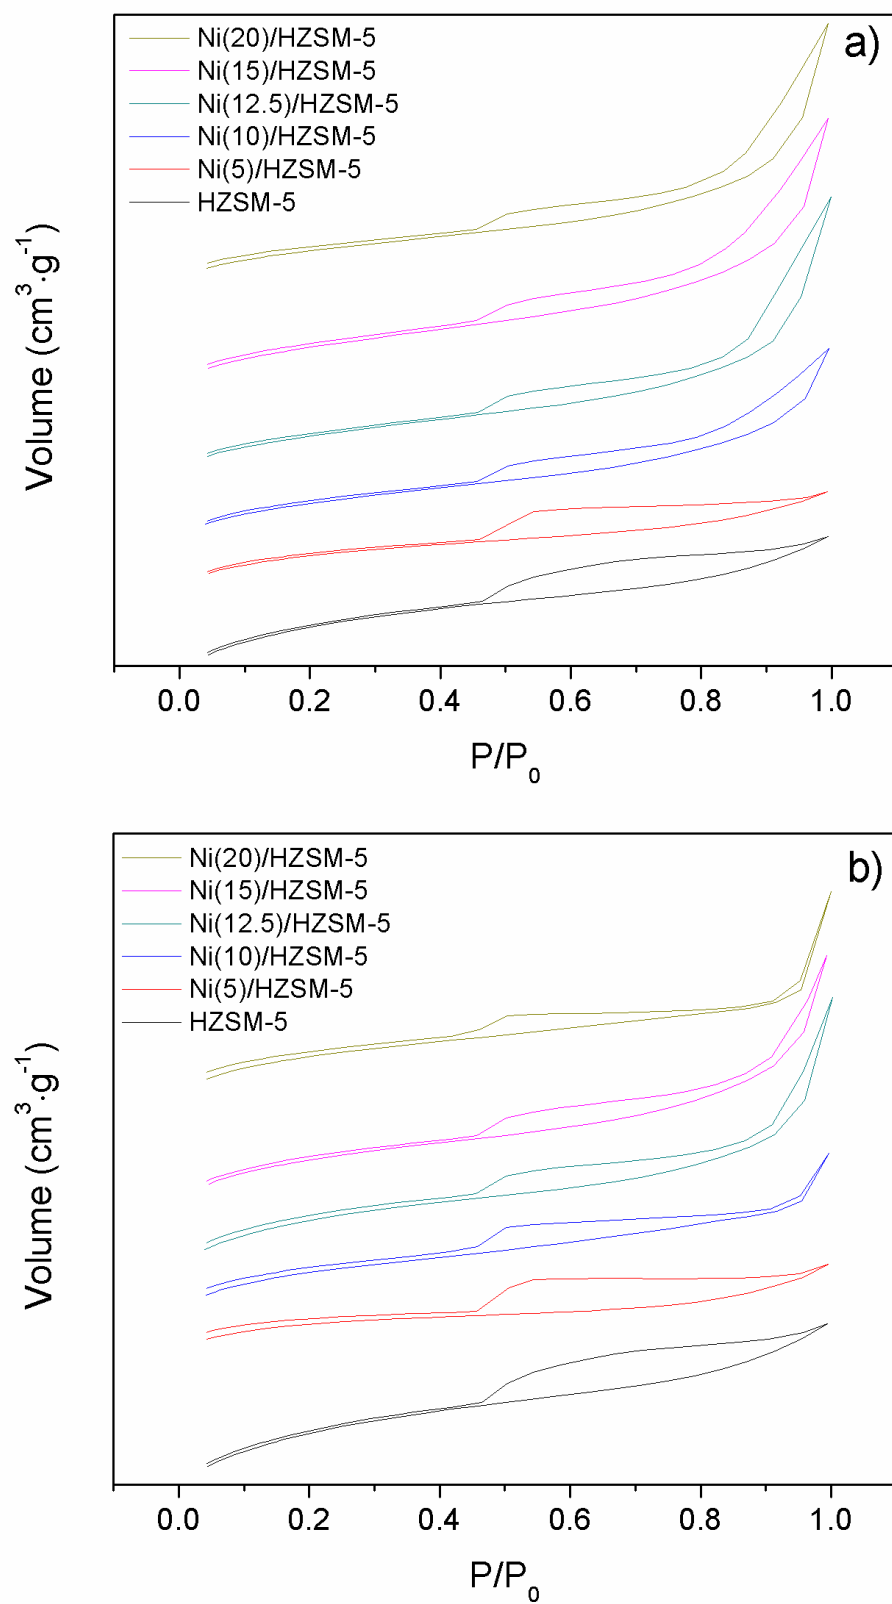 a)
Ni(20)/HZSM-5
Ni(15)/HZSM-5
Ni(12.5)/HZSM-5
Ni(10)/HZSM-5
Ni(5)/HZSM-5
HZSM-5
Volume (cm³·g⁻¹)
0.0 0.2 0.4 0.6 0.8 1.0
P/P₀
b)
Ni(20)/HZSM-5
Ni(15)/HZSM-5
Ni(12.5)/HZSM-5
Ni(10)/HZSM-5
Ni(5)/HZSM-5
HZSM-5
Volume (cm³·g⁻¹)
0.0 0.2 0.4 0.6 0.8 1.0
P/P₀